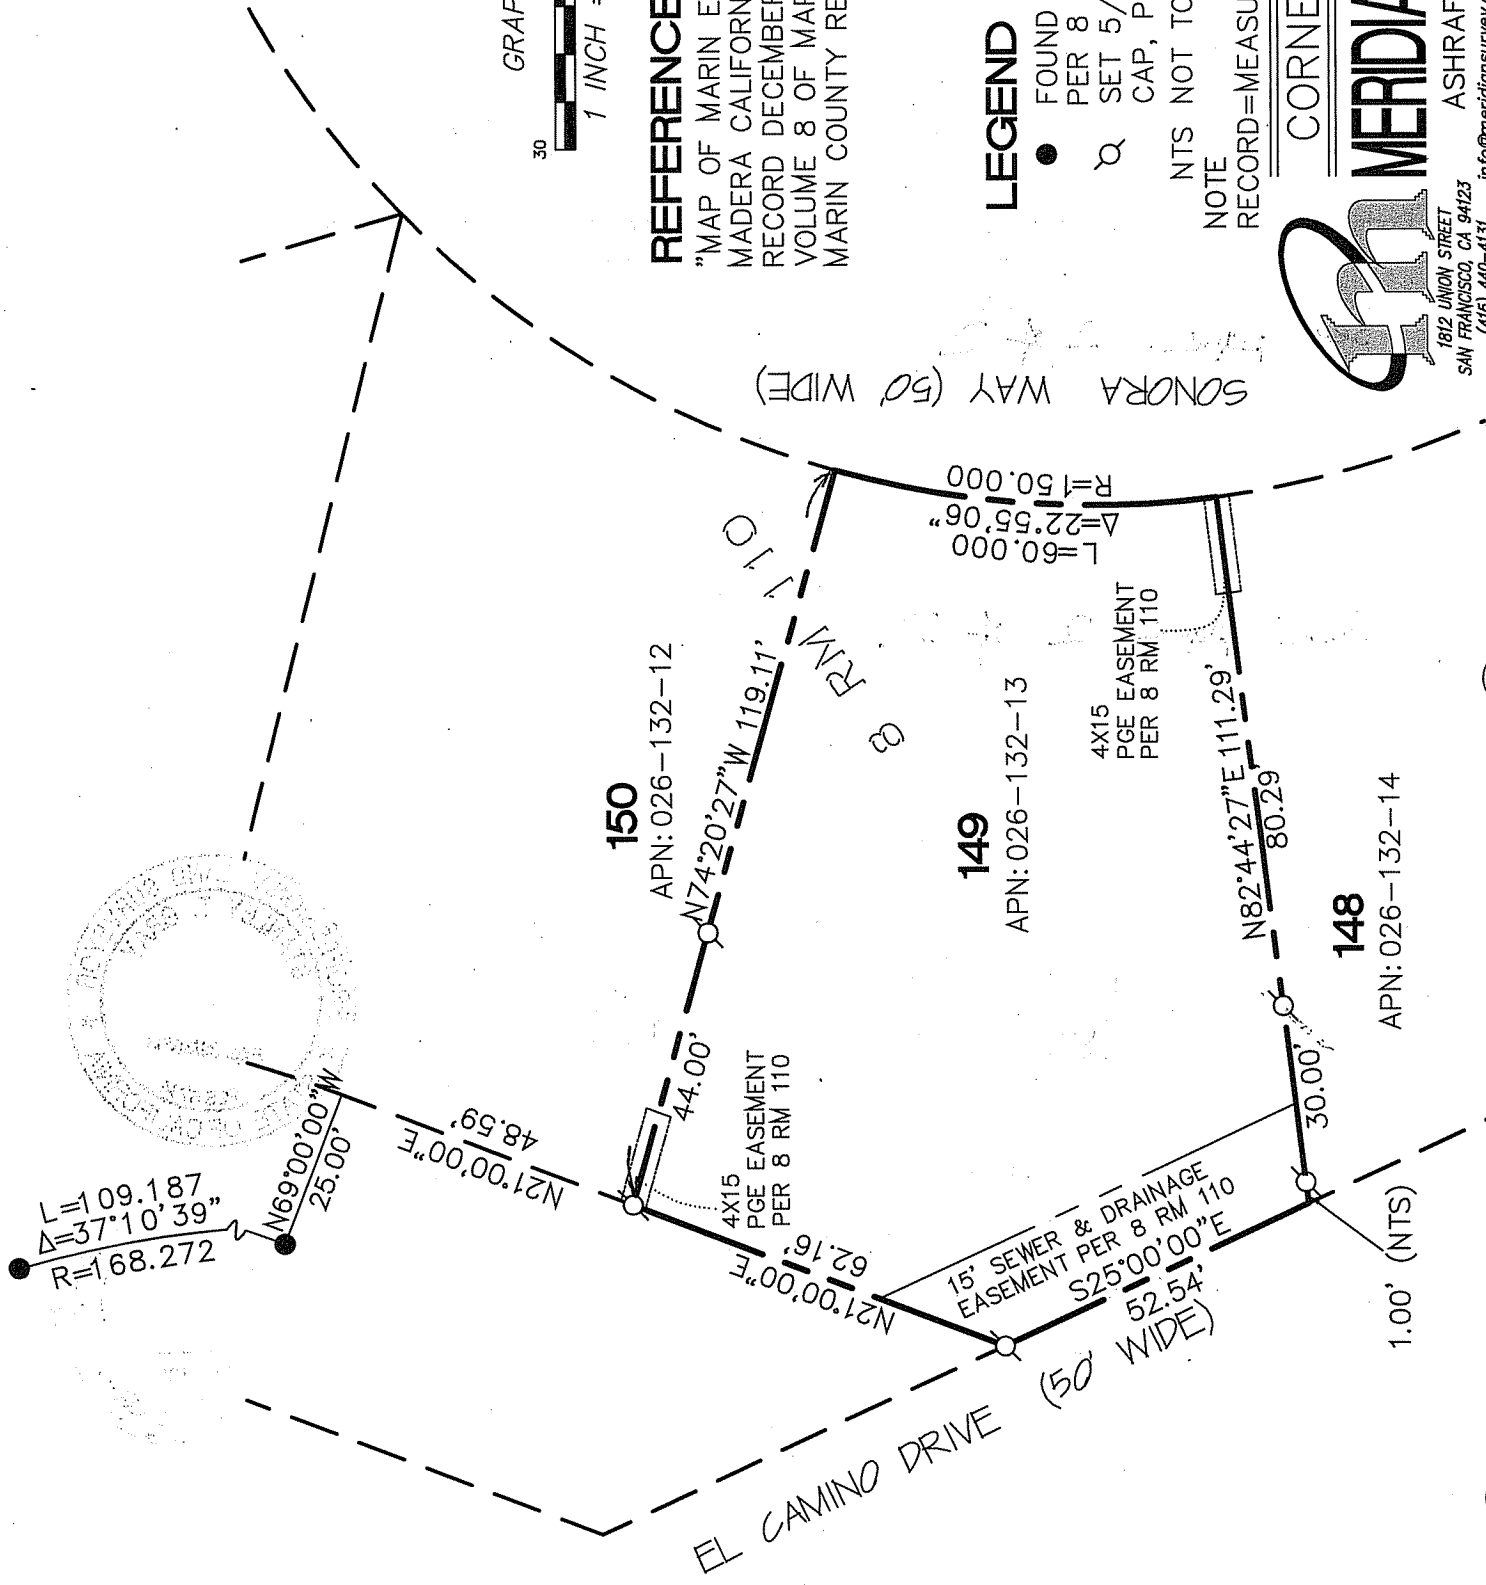 GRAP
30
1 INCH =
REFERENCE
"MAP OF MARIN E
MADERA CALIFORN
RECORD DECEMBER
VOLUME 8 OF MAP
MARIN COUNTY RE
LEGEND
FOUND
PER 8
SET 5/
CAP, P
NTS NOT TO
NOTE
RECORD=MEASU
CORNE
MERIDIA
ASHRAF
1812 UNION STREET
SAN FRANCISCO, CA 94123
(415) 440-4131
info@meridiansurvey.
SONORA WAY (50' WIDE)
R=150.000
Δ=22°55'06"
L=60.000
8 RM 110
150
APN: 026-132-12
N74°20'27"W 119.11'
44.00'
149
APN: 026-132-13
4X15
PGE EASEMENT
PER 8 RM 110
N82°44'27"E 111.29'
80.29'
30.00'
148
APN: 026-132-14
L=109.187
Δ=37°10'39"
R=168.272
N69°00'00"W
25.00'
N21°00'00"E
48.59'
4X15
PGE EASEMENT
PER 8 RM 110
N21°00'00"E
62.16'
15' SEWER & DRAINAGE
EASEMENT PER 8 RM 110
S25°00'00"E
52.54'
EL CAMINO DRIVE (50' WIDE)
1.00' (NTS)